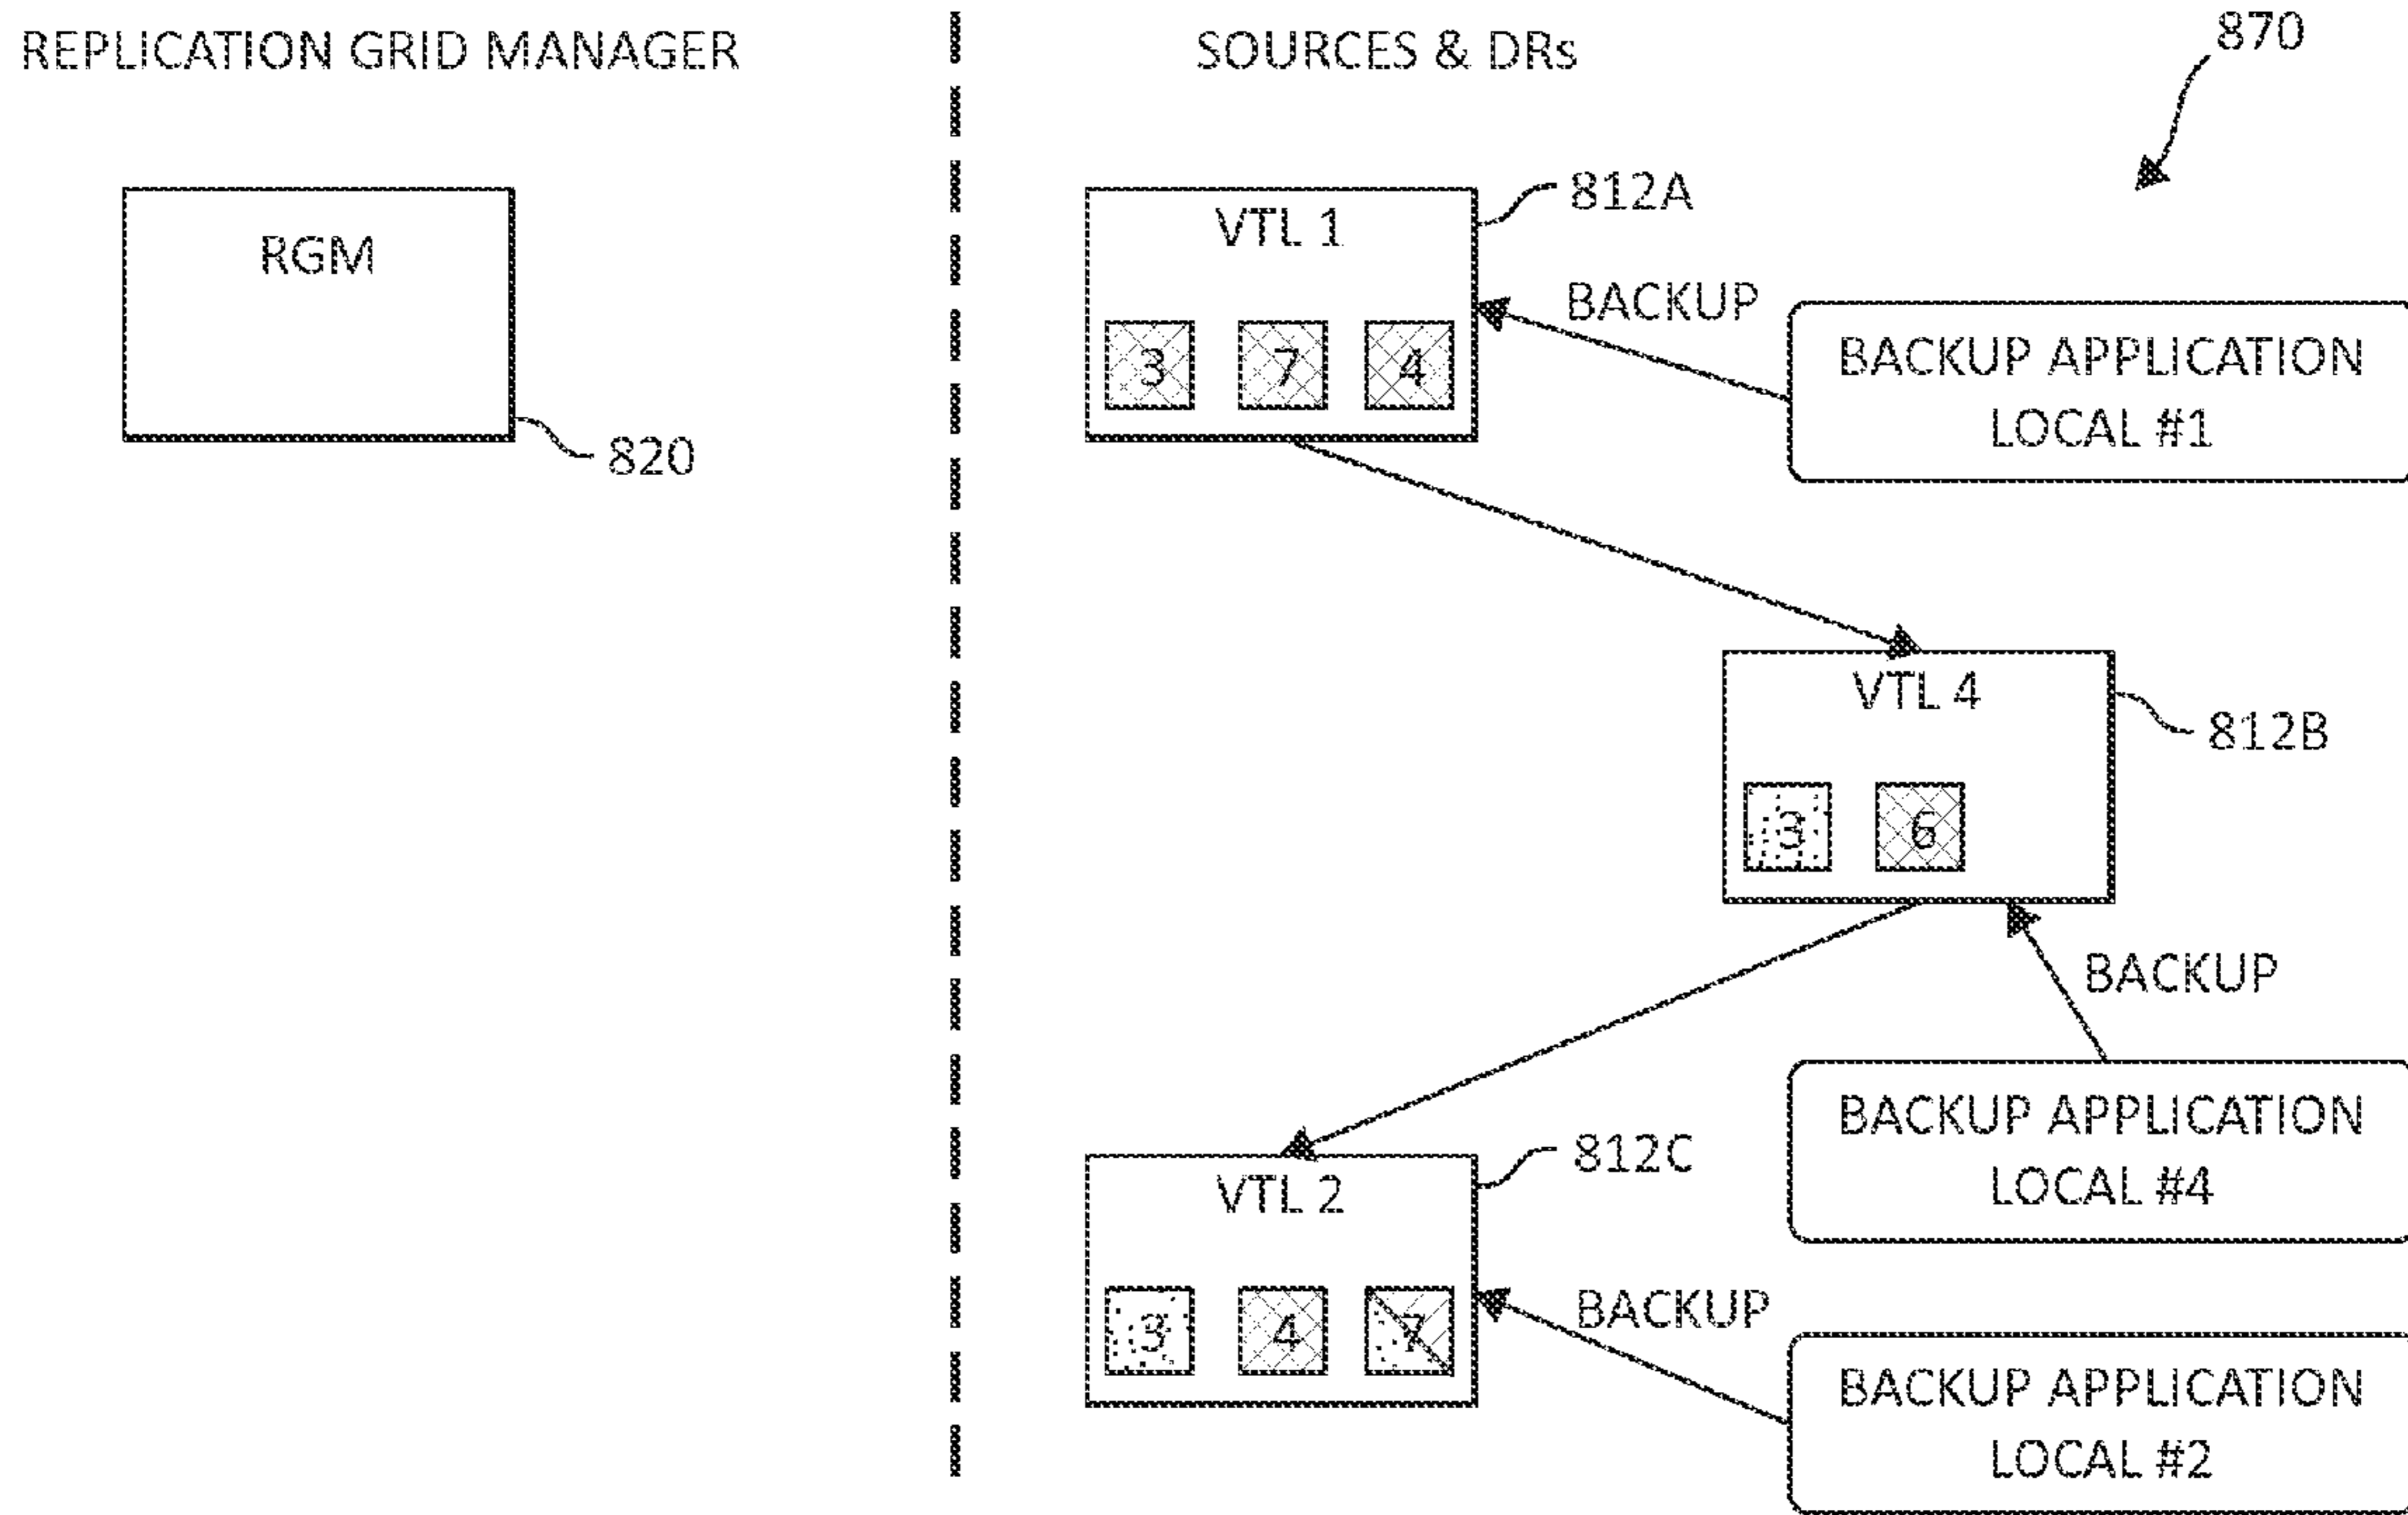 REPLICATION GRID MANAGER
SOURCES & DRs
870
RGM
820
VTL 1
812A
3 7 4
BACKUP
BACKUP APPLICATION
LOCAL #1
VTL 4
812B
3 6
BACKUP
BACKUP APPLICATION
LOCAL #4
VTL 2
812C
3 4 7
BACKUP
BACKUP APPLICATION
LOCAL #2